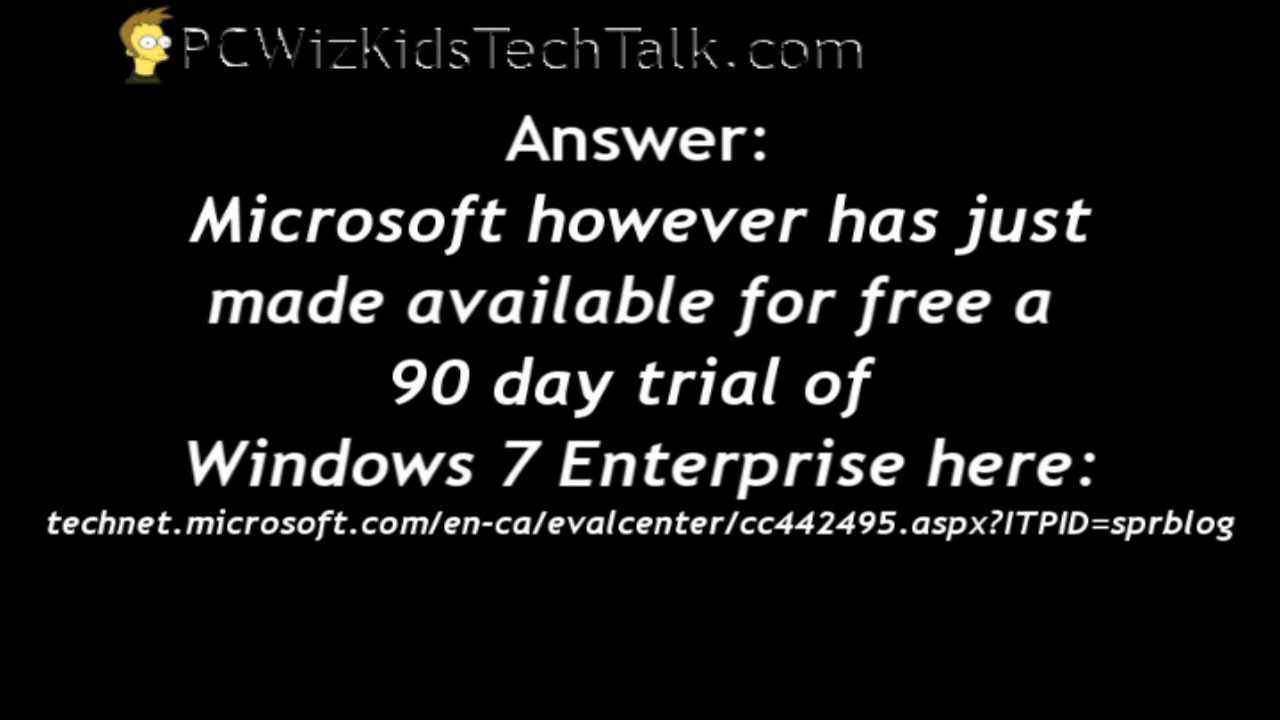 PCWizKidsTechTalk.com
Answer:
Microsoft however has just
made available for free a
90 day trial of
Windows 7 Enterprise here:
technet.microsoft.com/en-ca/evalcenter/cc442495.aspx?ITPID=sprblog